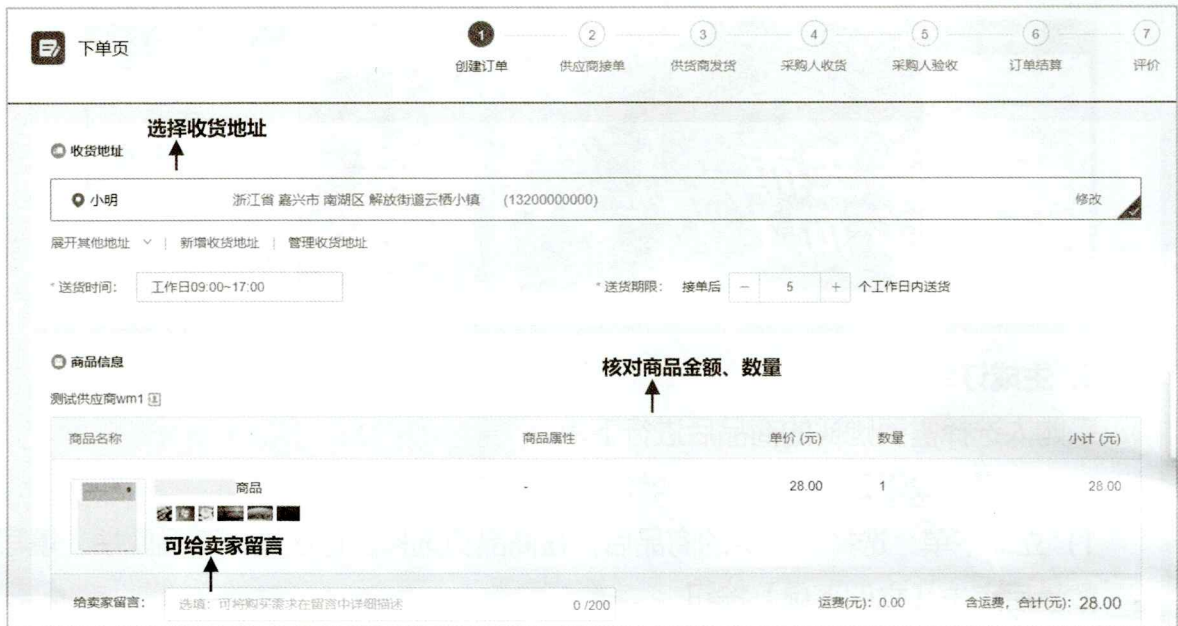 下单页
1 2 3 4 5 6 7
创建订单 供应商接单 供货商发货 采购人收货 采购人验收 订单结算 评价
选择收货地址
收货地址
小明 浙江省 嘉兴市 南湖区 解放街道云栖小镇 (13200000000) 修改
展开其他地址 | 新增收货地址 | 管理收货地址
*送货时间： 工作日09:00~17:00 *送货期限： 接单后 － 5 + 个工作日内送货
商品信息
核对商品金额、数量
测试供应商wm1
商品名称 商品属性 单价 (元) 数量 小计 (元)
商品 - 28.00 1 28.00
可给卖家留言
给卖家留言： 选填：可将购买需求在留言中详细描述 0 /200 运费(元)：0.00 含运费，合计(元)：28.00